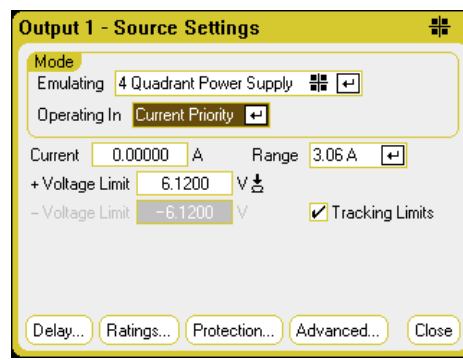 Output 1 - Source Settings
Mode
Emulating 4 Quadrant Power Supply
Operating In Current Priority
Current 0.00000 A Range 3.06 A
+ Voltage Limit 6.1200 V
- Voltage Limit -6.1200 V Tracking Limits
Delay... Ratings... Protection... Advanced... Close